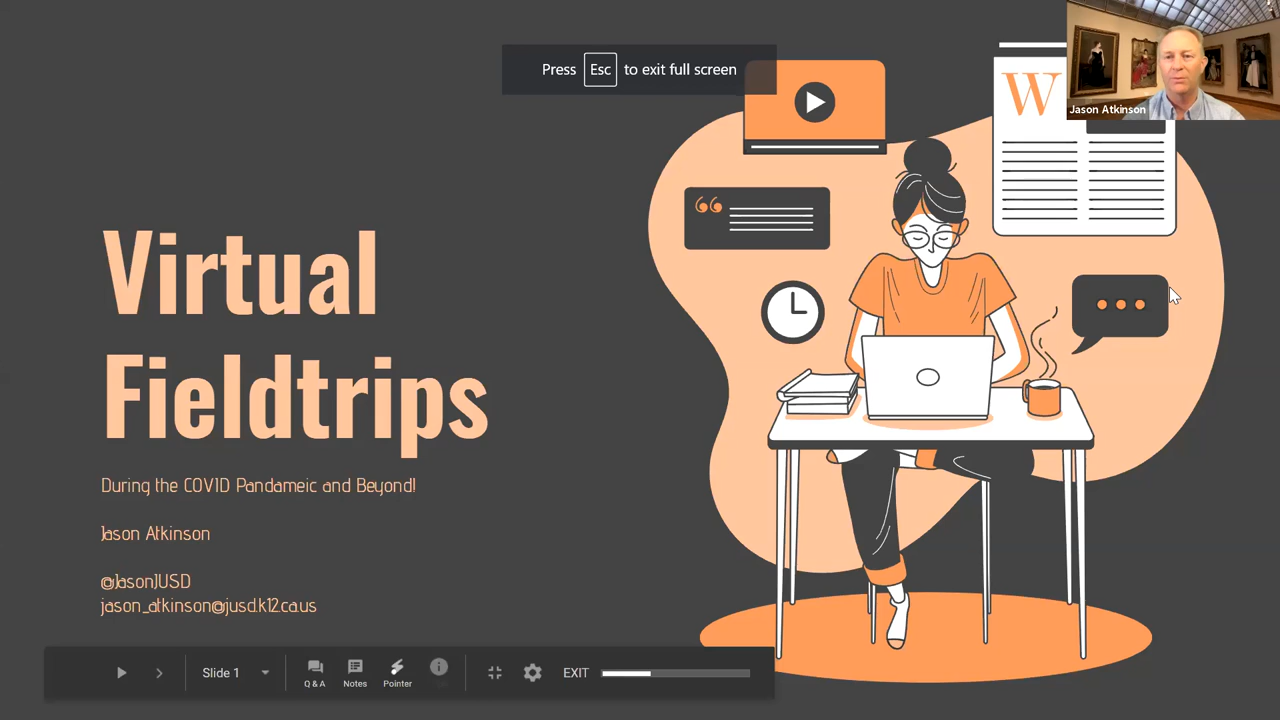 Press Esc to exit full screen
W
Jason Atkinson
“
Virtual
Fieldtrips
During the COVID Pandameic and Beyond!
Jason Atkinson
@JasonJUSD
jason_atkinson@jusd.k12.ca.us
Slide 1
Q & A
Notes
Pointer
EXIT